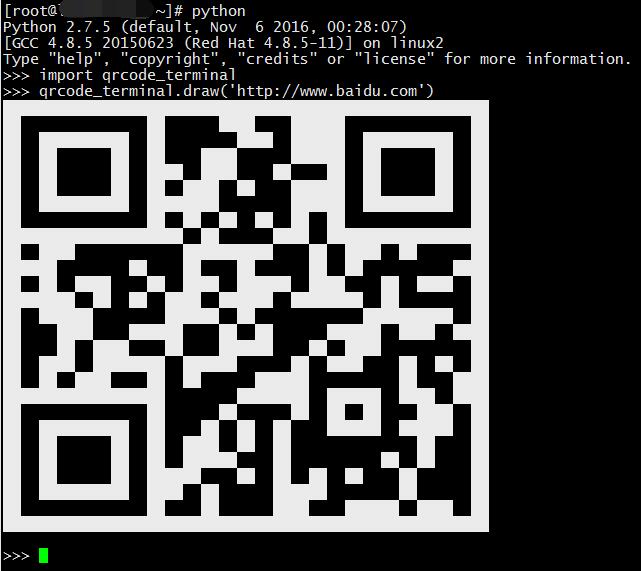 [root@ ~]# python
Python 2.7.5 (default, Nov  6 2016, 00:28:07)
[GCC 4.8.5 20150623 (Red Hat 4.8.5-11)] on linux2
Type "help", "copyright", "credits" or "license" for more information.
>>> import qrcode_terminal
>>> qrcode_terminal.draw('http://www.baidu.com')
>>>